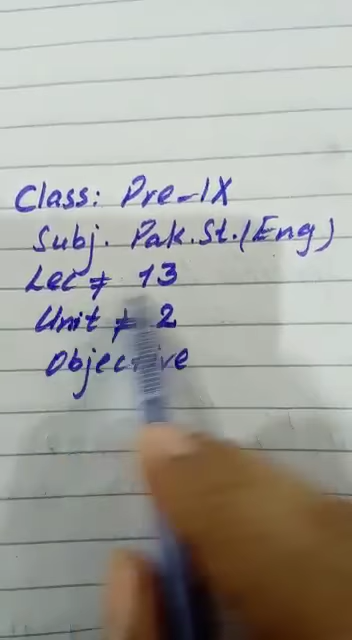 Class: Pre-IX
Subj. Pak.St.(Eng)
Lec # 13
Unit # 2
Objective